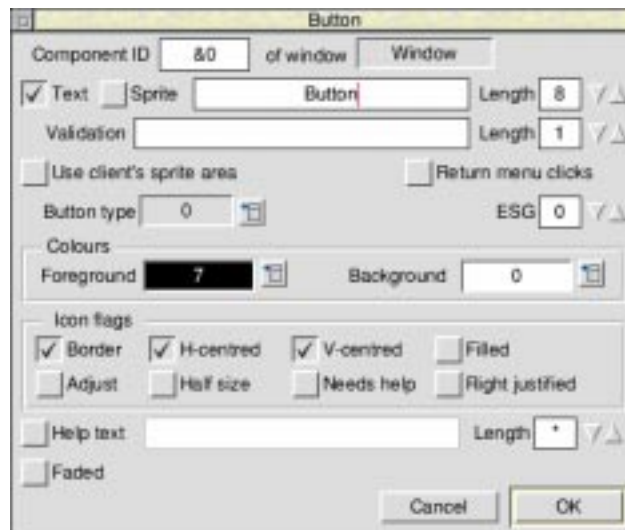 Button
Component ID &0 of window Window
Text Sprite Button Length 8
Validation Length 1
Use client's sprite area Return menu clicks
Button type 0 ESG 0
Colours
Foreground 7 Background 0
Icon flags
Border H-centred V-centred Filled
Adjust Half size Needs help Right justified
Help text Length *
Faded
Cancel OK